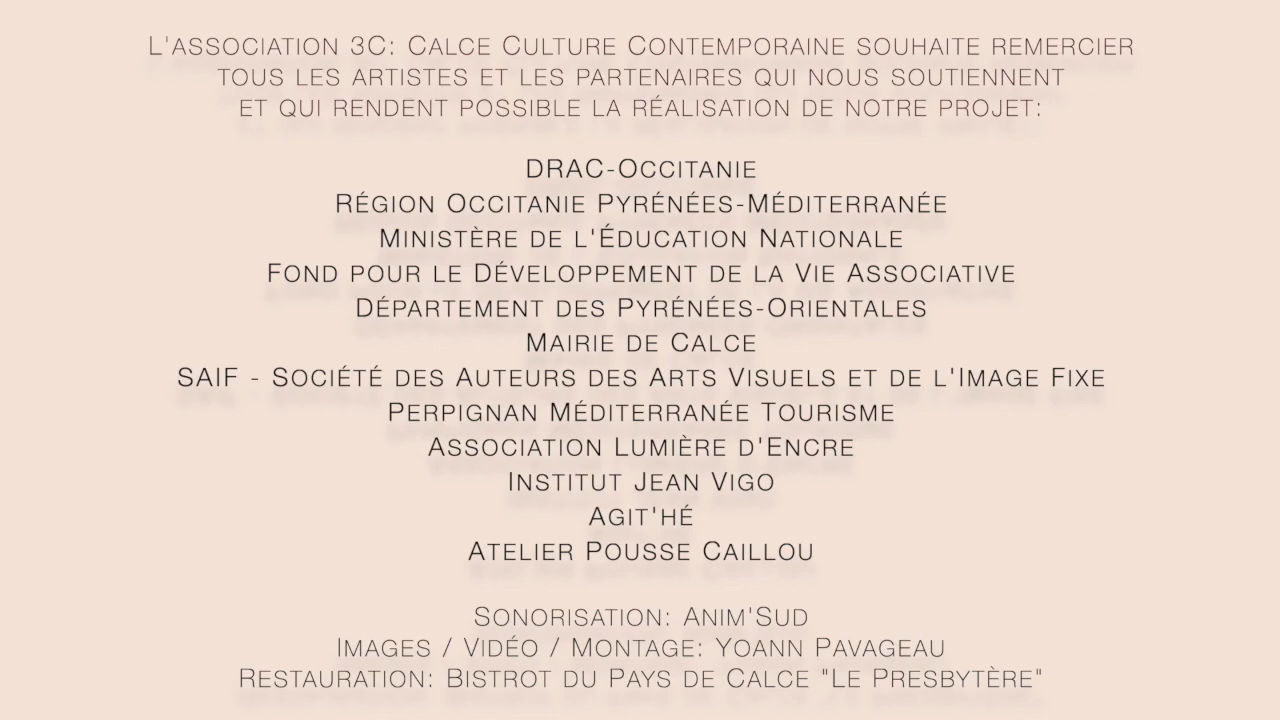 L'association 3C: Calce Culture Contemporaine souhaite remercier
tous les artistes et les partenaires qui nous soutiennent
et qui rendent possible la réalisation de notre projet:
DRAC-Occitanie
Région Occitanie Pyrénées-Méditerranée
Ministère de l'Éducation Nationale
Fond pour le Développement de la Vie Associative
Département des Pyrénées-Orientales
Mairie de Calce
SAIF - Société des Auteurs des Arts Visuels et de l'Image Fixe
Perpignan Méditerranée Tourisme
Association Lumière d'Encre
Institut Jean Vigo
Agit'hé
Atelier Pousse Caillou
Sonorisation: Anim'Sud
Images / Vidéo / Montage: Yoann Pavageau
Restauration: Bistrot du Pays de Calce "Le Presbytère"